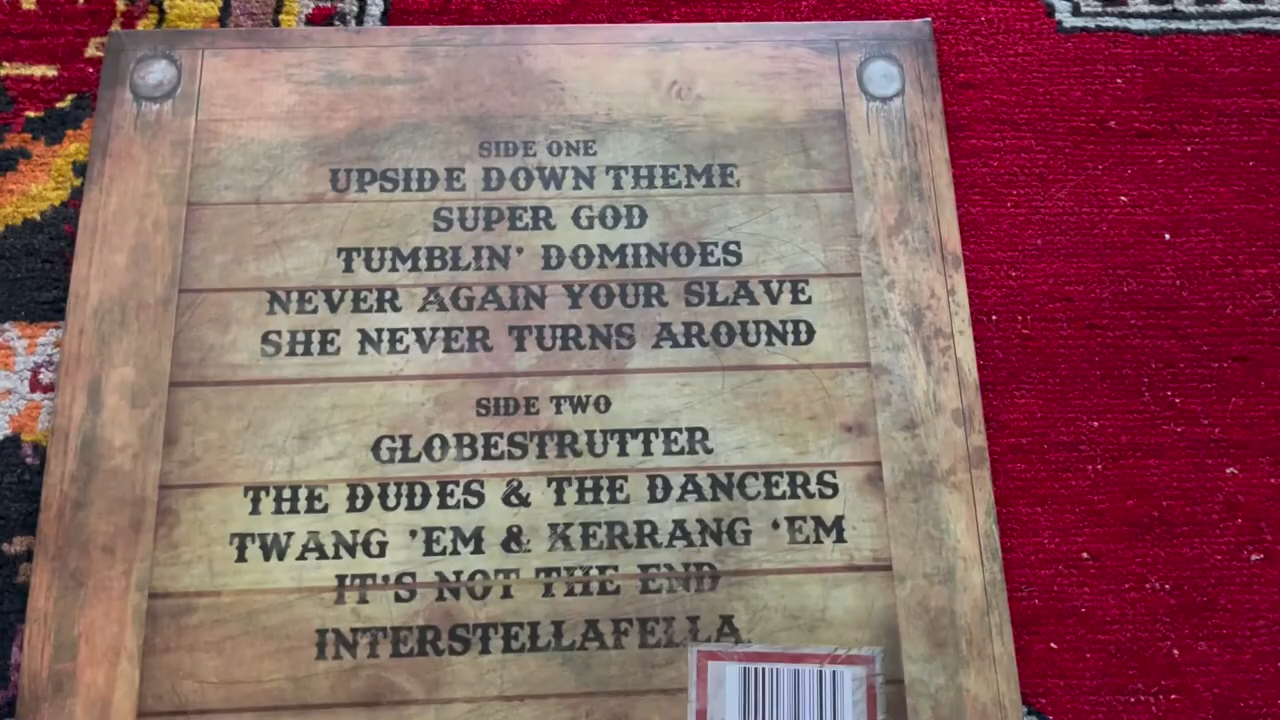 SIDE ONE
UPSIDE DOWN THEME
SUPER GOD
TUMBLIN' DOMINOES
NEVER AGAIN YOUR SLAVE
SHE NEVER TURNS AROUND
SIDE TWO
GLOBESTRUTTER
THE DUDES & THE DANCERS
TWANG 'EM & KERRANG 'EM
IT'S NOT THE END
INTERSTELLAFELLA